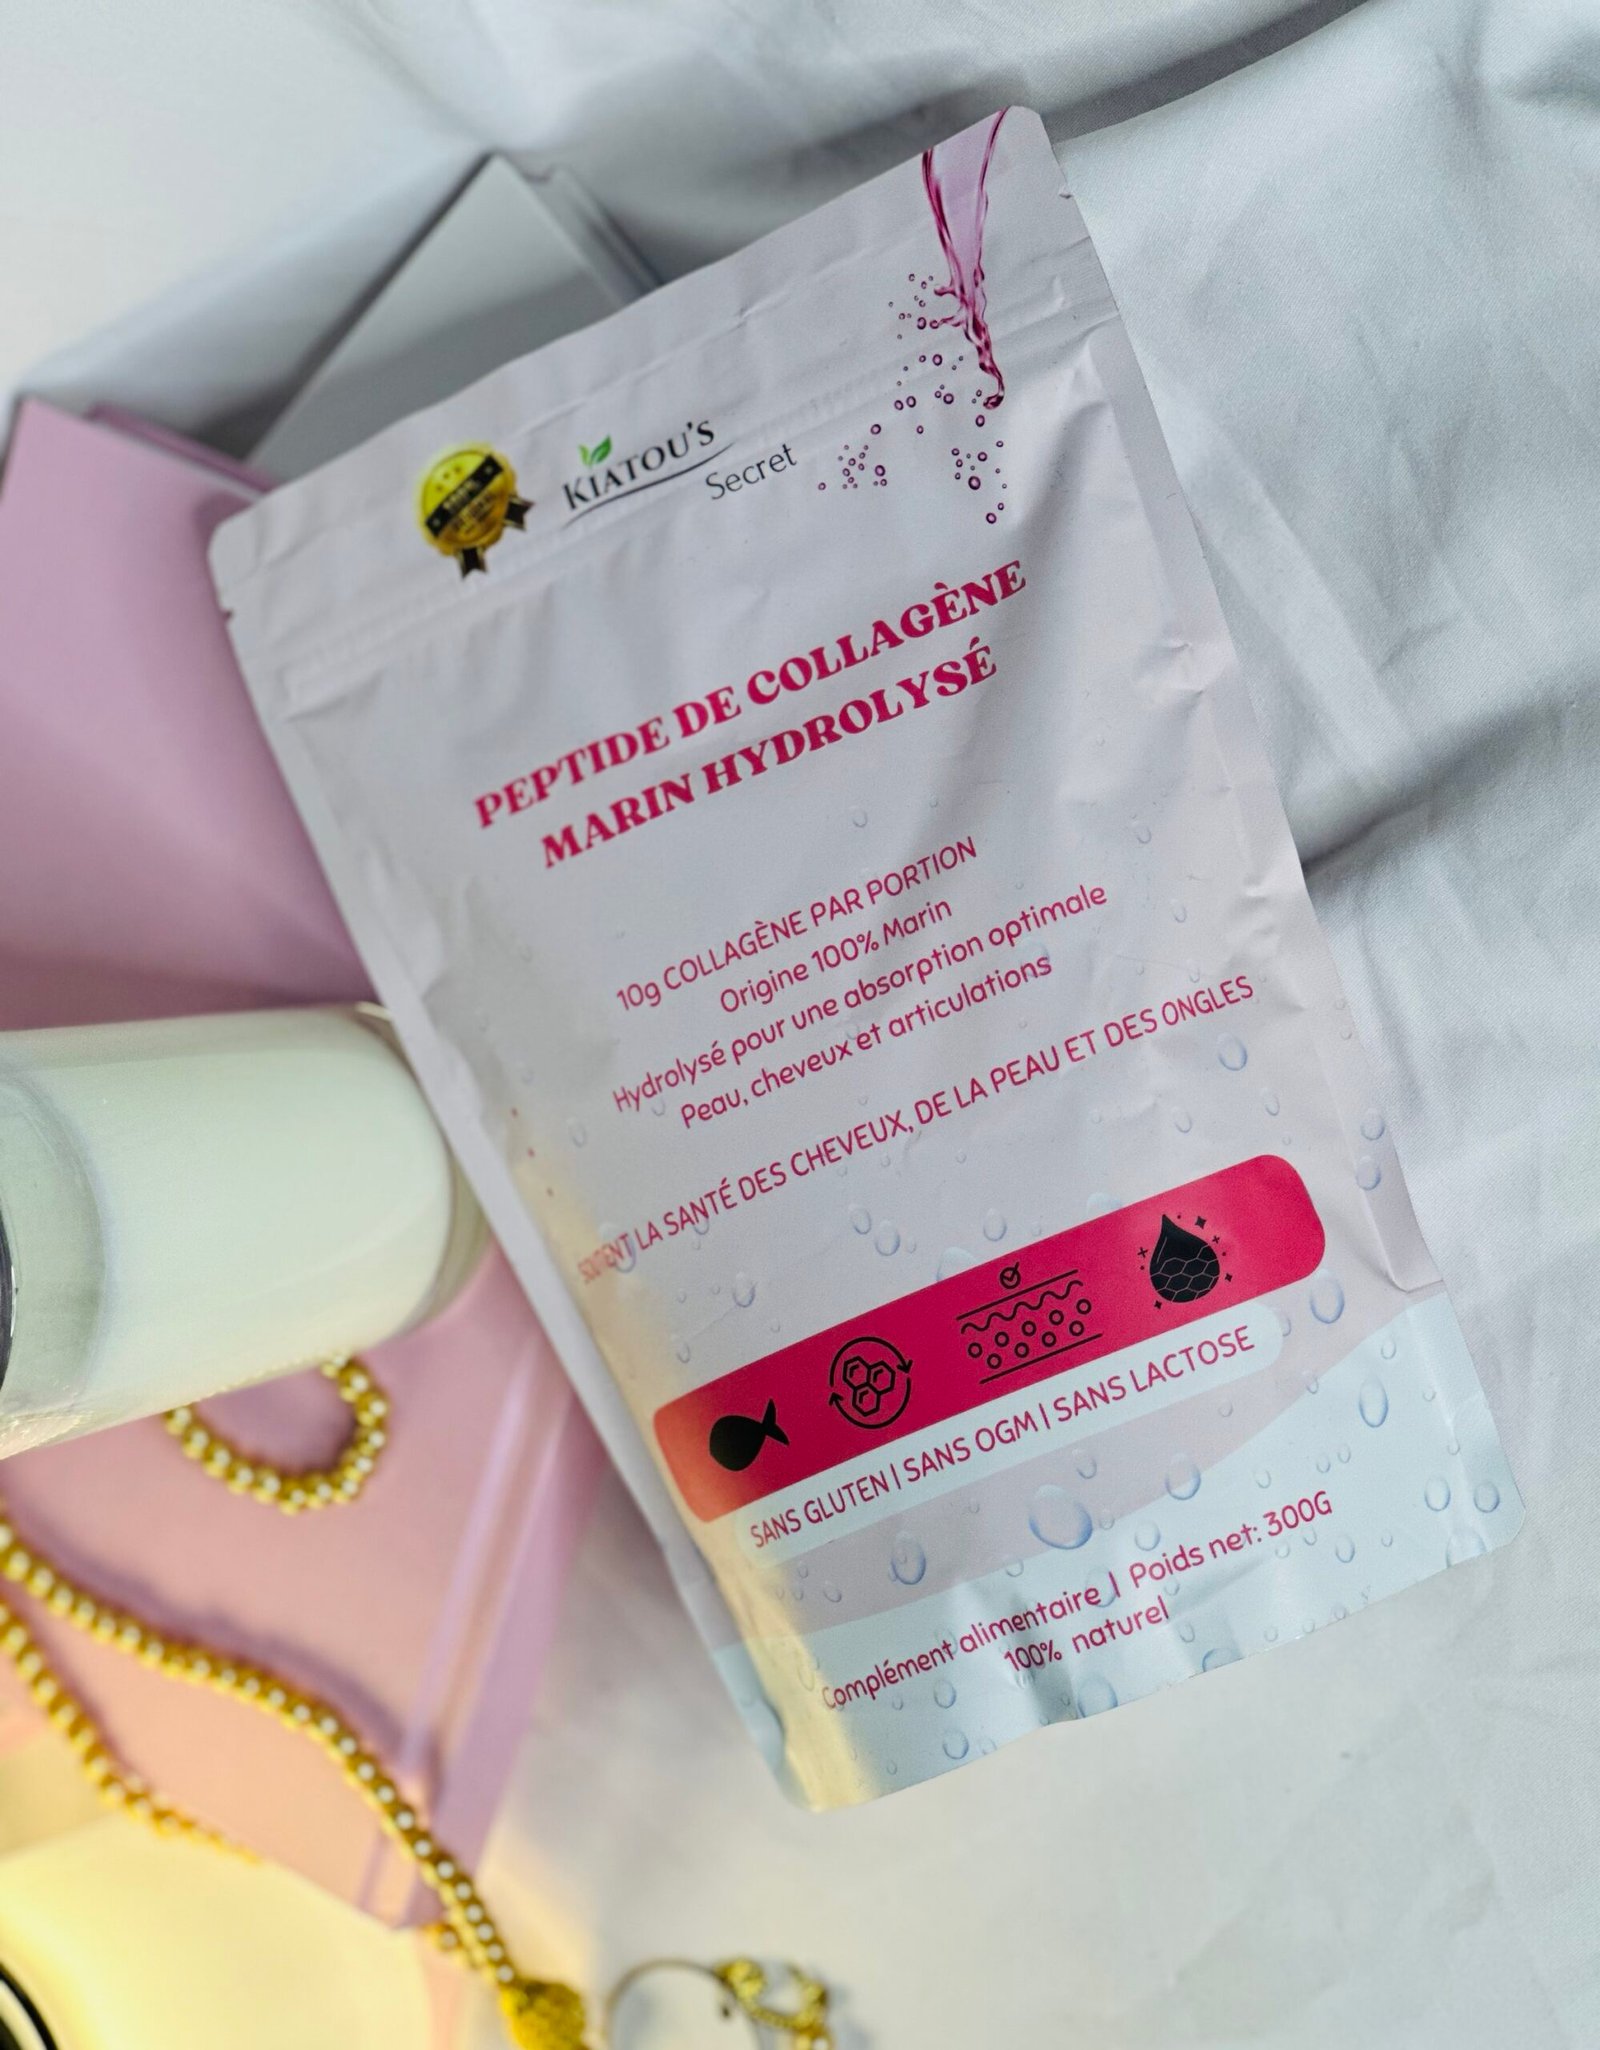 KIATOU'S
Secret
PEPTIDE DE COLLAGÈNE
MARIN HYDROLYSÉ
10g COLLAGÈNE PAR PORTION
Origine 100% Marin
Hydrolysé pour une absorption optimale
Peau, cheveux et articulations
SOUTIENT LA SANTÉ DES CHEVEUX, DE LA PEAU ET DES ONGLES
SANS GLUTEN | SANS OGM | SANS LACTOSE
Complément alimentaire | Poids net: 300G
100% naturel